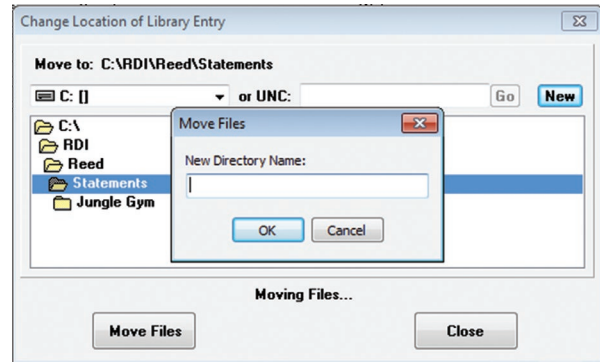 Change Location of Library Entry
Move to: C:\RDI\Reed\Statements
C: [] or UNC: Go New
C:\
RDI
Reed
Statements
Jungle Gym
Move Files
New Directory Name:
OK Cancel
Moving Files...
Move Files Close